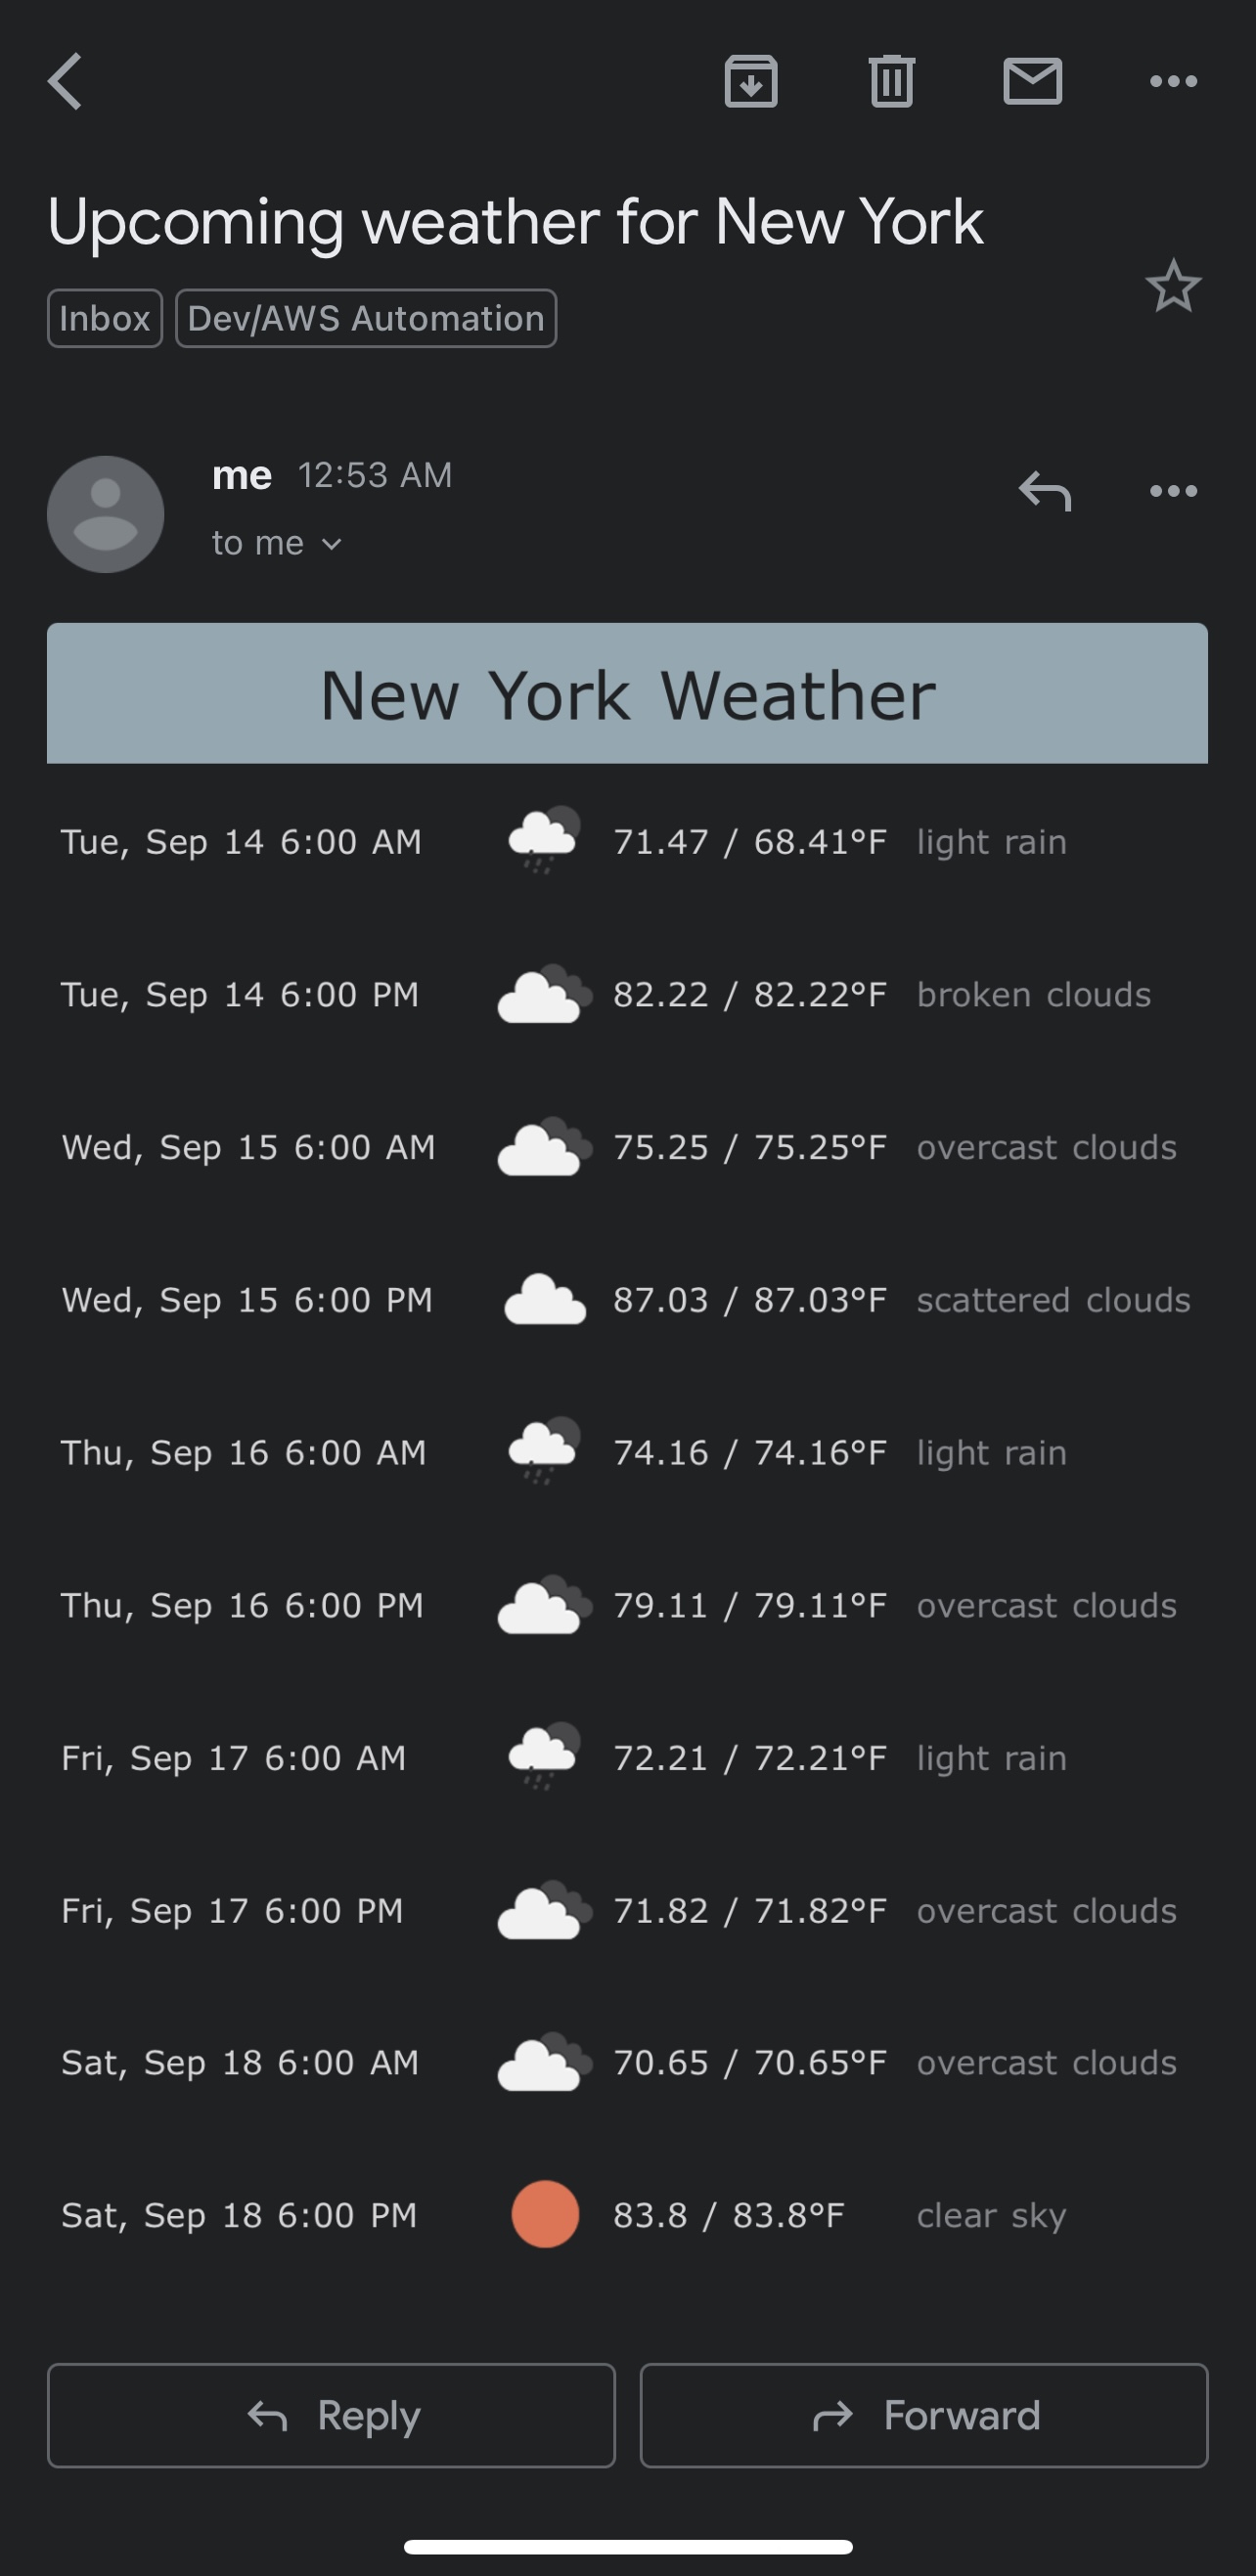 Upcoming weather for New York
Inbox Dev/AWS Automation
me 12:53 AM
to me
New York Weather
Tue, Sep 14 6:00 AM 71.47 / 68.41°F light rain
Tue, Sep 14 6:00 PM 82.22 / 82.22°F broken clouds
Wed, Sep 15 6:00 AM 75.25 / 75.25°F overcast clouds
Wed, Sep 15 6:00 PM 87.03 / 87.03°F scattered clouds
Thu, Sep 16 6:00 AM 74.16 / 74.16°F light rain
Thu, Sep 16 6:00 PM 79.11 / 79.11°F overcast clouds
Fri, Sep 17 6:00 AM 72.21 / 72.21°F light rain
Fri, Sep 17 6:00 PM 71.82 / 71.82°F overcast clouds
Sat, Sep 18 6:00 AM 70.65 / 70.65°F overcast clouds
Sat, Sep 18 6:00 PM 83.8 / 83.8°F clear sky
Reply Forward